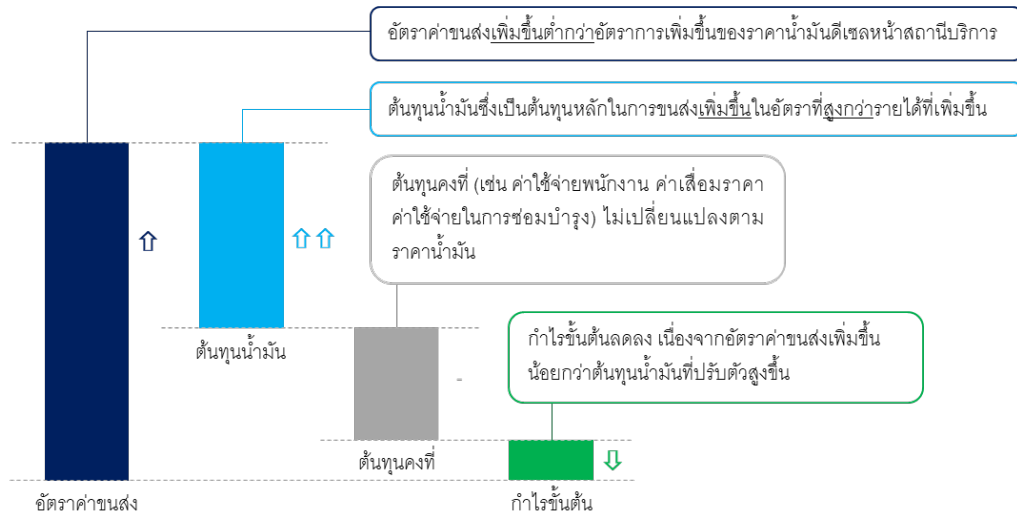 อัตราค่าขนส่งเพิ่มขึ้นต่ำกว่าอัตราการเพิ่มขึ้นของราคาน้ำมันดีเซลหน้าสถานีบริการ
ต้นทุนน้ำมันซึ่งเป็นต้นทุนหลักในการขนส่งเพิ่มขึ้นในอัตราที่สูงกว่ารายได้ที่เพิ่มขึ้น
ต้นทุนคงที่ (เช่น ค่าใช้จ่ายพนักงาน ค่าเสื่อมราคา
ค่าใช้จ่ายในการซ่อมบำรุง) ไม่เปลี่ยนแปลงตาม
ราคาน้ำมัน
กำไรขั้นต้นลดลง เนื่องจากอัตราค่าขนส่งเพิ่มขึ้น
น้อยกว่าต้นทุนน้ำมันที่ปรับตัวสูงขึ้น
ต้นทุนน้ำมัน
-
ต้นทุนคงที่
อัตราค่าขนส่ง
กำไรขั้นต้น